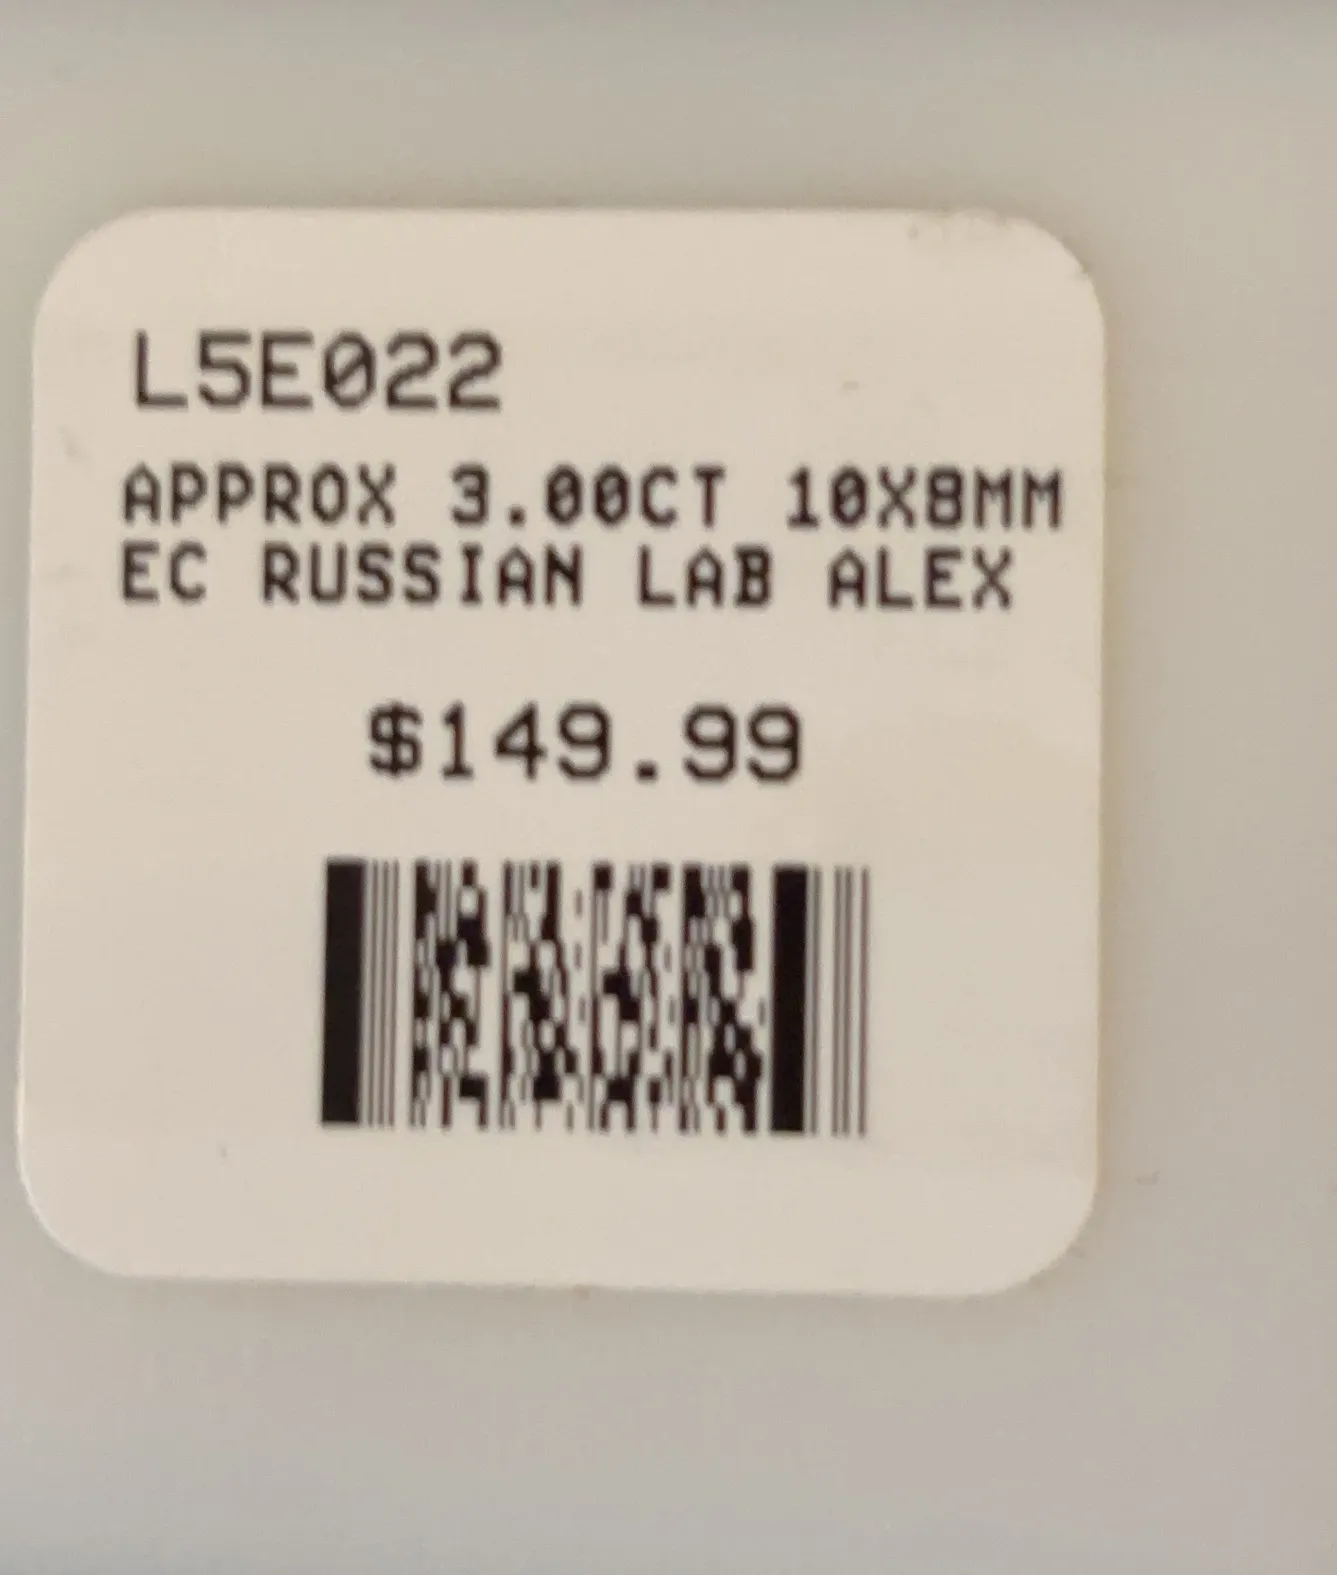 L5E022
APPROX 3.00CT 10X8MM
EC RUSSIAN LAB ALEX
$149.99